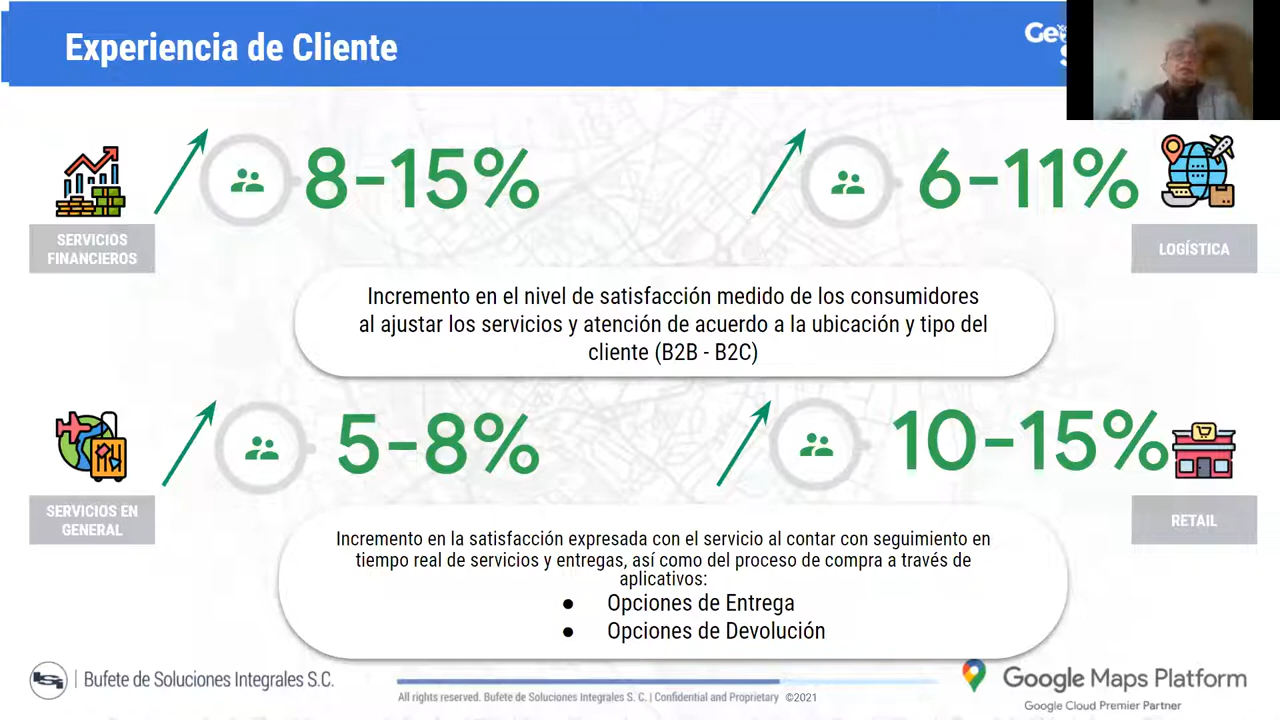 Experiencia de Cliente
8-15%
6-11%
SERVICIOS
FINANCIEROS
LOGÍSTICA
Incremento en el nivel de satisfacción medido de los consumidores
al ajustar los servicios y atención de acuerdo a la ubicación y tipo del
cliente (B2B - B2C)
5-8%
10-15%
SERVICIOS EN
GENERAL
RETAIL
Incremento en la satisfacción expresada con el servicio al contar con seguimiento en
tiempo real de servicios y entregas, así como del proceso de compra a través de
aplicativos:
● Opciones de Entrega
● Opciones de Devolución
Bufete de Soluciones Integrales S.C.
All rights reserved. Bufete de Soluciones Integrales S. C. | Confidential and Proprietary ©2021
Google Maps Platform
Google Cloud Premier Partner